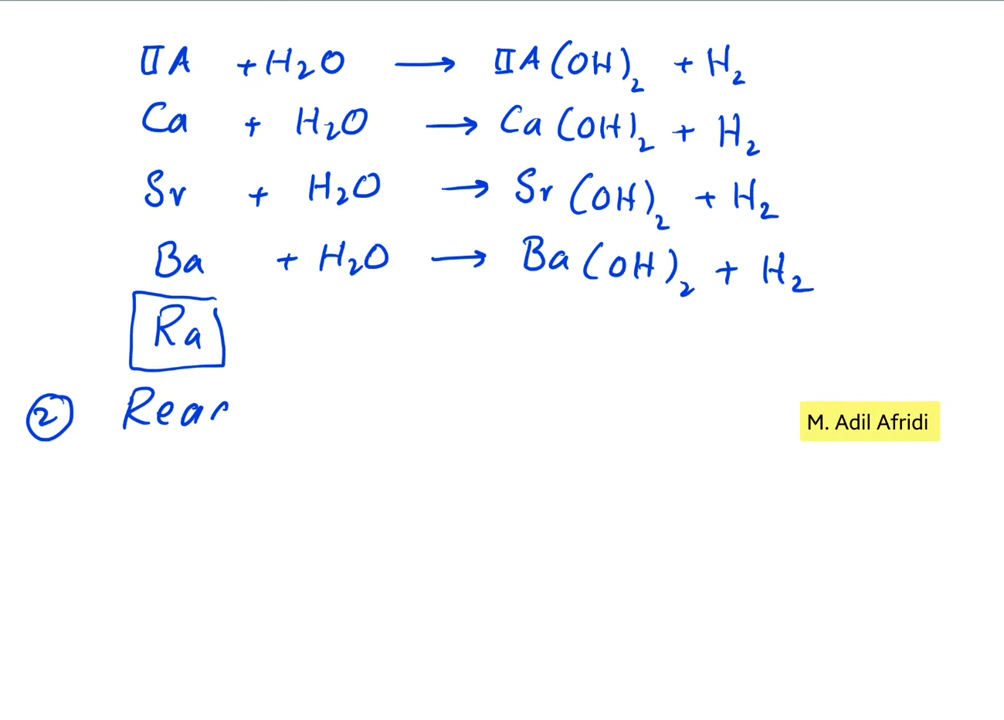 IIA + H₂O → IIA(OH)₂ + H₂
Ca + H₂O → Ca(OH)₂ + H₂
Sr + H₂O → Sr(OH)₂ + H₂
Ba + H₂O → Ba(OH)₂ + H₂
Ra
② Rear
M. Adil Afridi